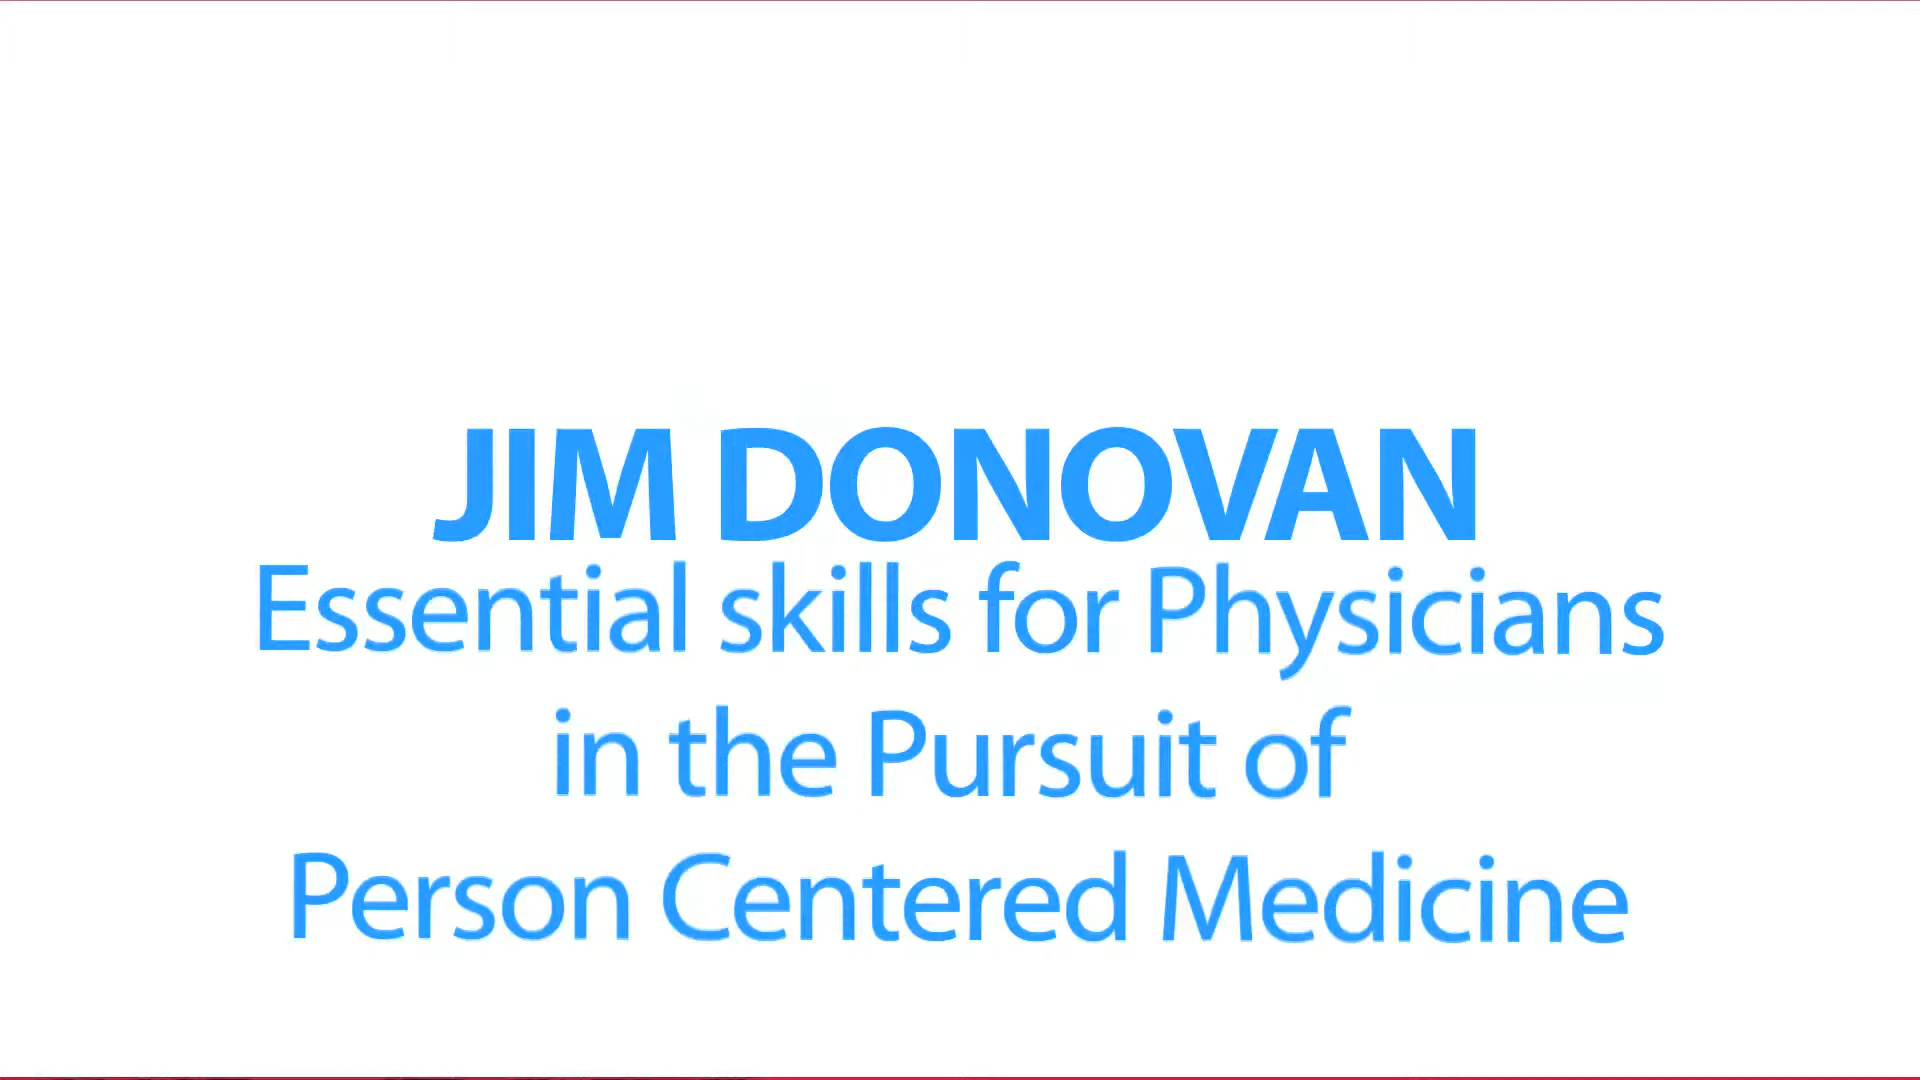 JIM DONOVAN
Essential skills for Physicians
in the Pursuit of
Person Centered Medicine